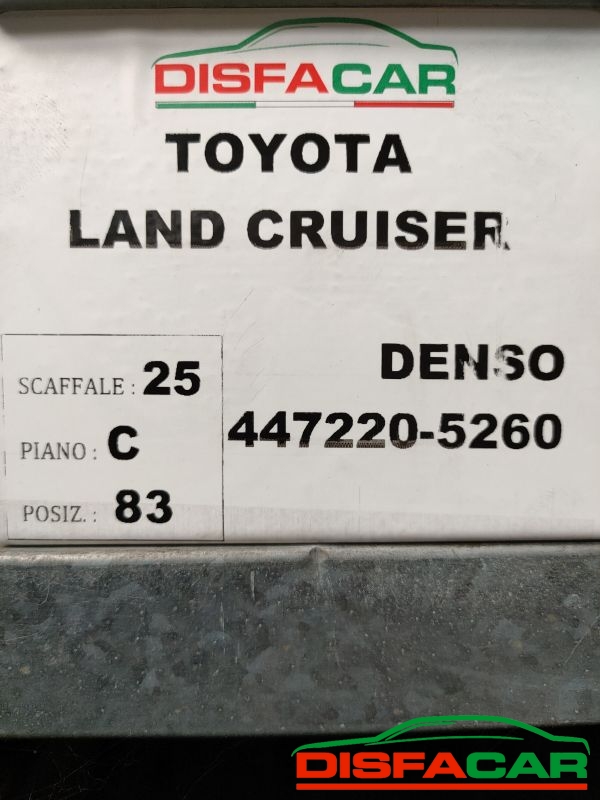 DISFACAR
TOYOTA
LAND CRUISER
DENSO
447220-5260
SCAFFALE : 25
PIANO : C
POSIZ. : 83
DISFACAR